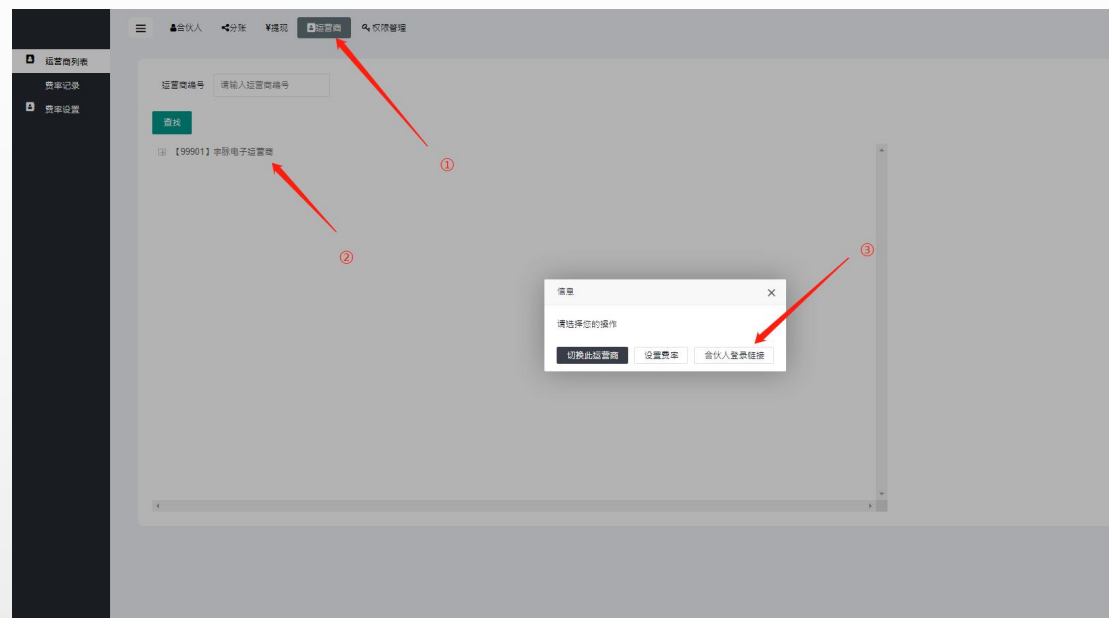 合伙人 分账 ¥提现 运营商 权限管理
运营商列表
费率记录
费率设置
运营商编号 请输入运营商编号
查找
【99901】李脉电子运营商
①
②
③
信息
请选择您的操作
切换此运营商 设置费率 合伙人登录链接